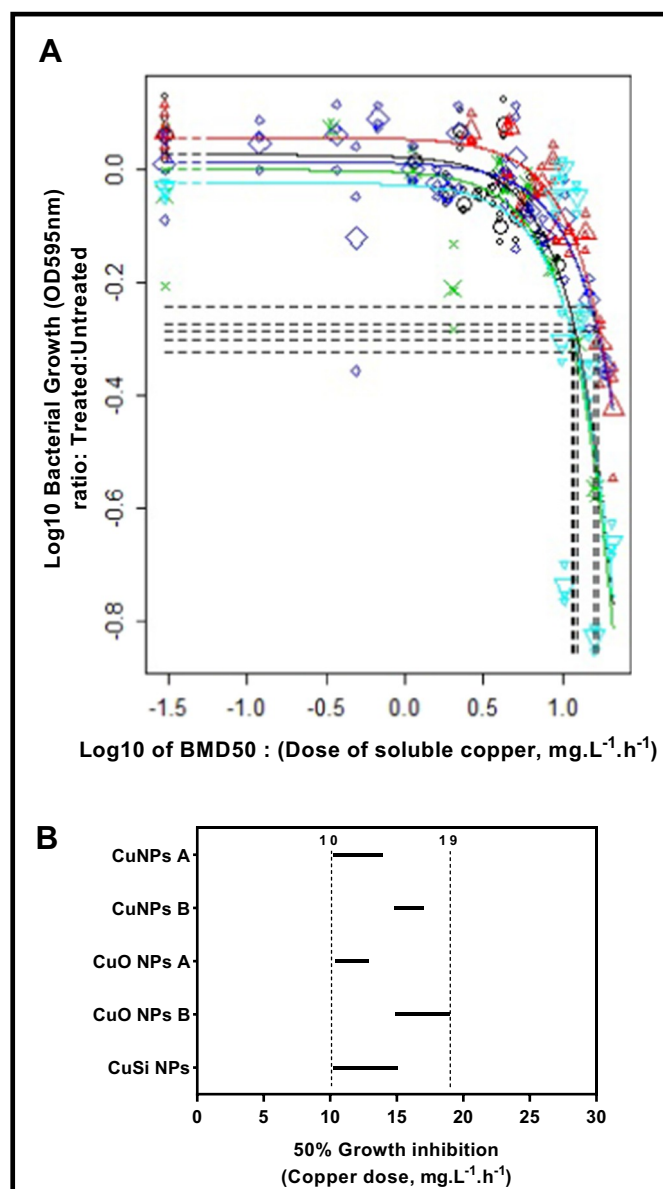 A
0.0
-0.2
-0.4
-0.6
-0.8
Log10 Bacterial Growth (OD595nm)
ratio: Treated:Untreated
-1.5 -1.0 -0.5 0.0 0.5 1.0
Log10 of BMD50 : (Dose of soluble copper, mg.L⁻¹.h⁻¹)
B
10 19
CuNPs A
CuNPs B
CuO NPs A
CuO NPs B
CuSi NPs
0 5 10 15 20 25 30
50% Growth inhibition
(Copper dose, mg.L⁻¹.h⁻¹)